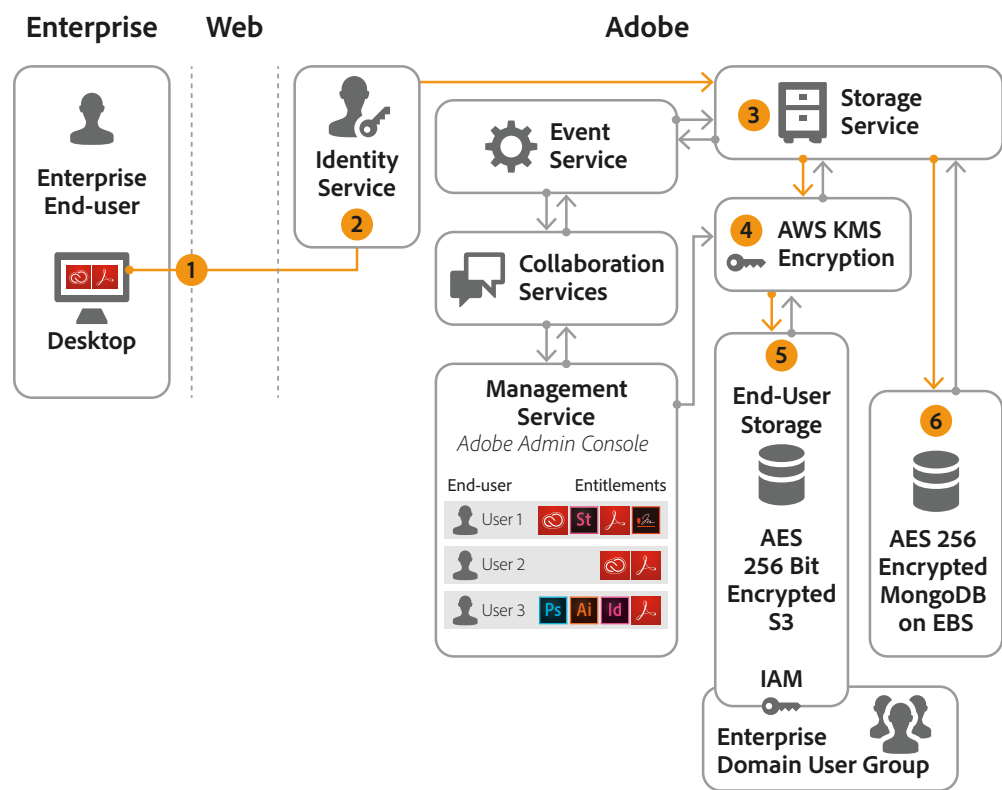 Enterprise
Web
Adobe
Enterprise
End-user
Desktop
1
Identity
Service
2
Event
Service
3
Storage
Service
Collaboration
Services
4
AWS KMS
Encryption
Management
Service
Adobe Admin Console
End-user
Entitlements
User 1
St
User 2
User 3
Ps
Ai
Id
5
End-User
Storage
AES
256 Bit
Encrypted
S3
IAM
6
AES 256
Encrypted
MongoDB
on EBS
Enterprise
Domain User Group